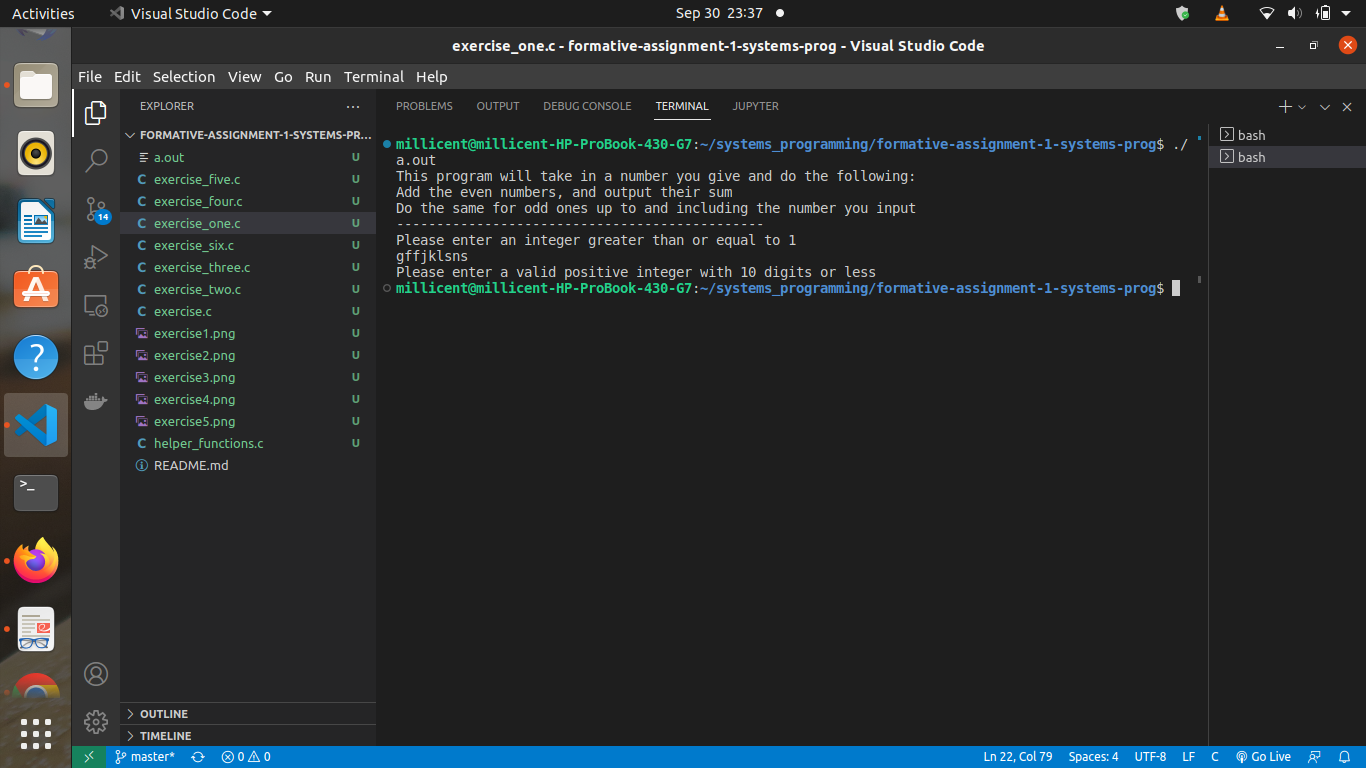 Activities
Visual Studio Code
Sep 30 23:37
exercise_one.c - formative-assignment-1-systems-prog - Visual Studio Code
File Edit Selection View Go Run Terminal Help
EXPLORER
PROBLEMS OUTPUT DEBUG CONSOLE TERMINAL JUPYTER
FORMATIVE-ASSIGNMENT-1-SYSTEMS-PR...
a.out U
C exercise_five.c U
C exercise_four.c U
C exercise_one.c U
C exercise_six.c U
C exercise_three.c U
C exercise_two.c U
C exercise.c U
exercise1.png U
exercise2.png U
exercise3.png U
exercise4.png U
exercise5.png U
C helper_functions.c U
README.md
14
OUTLINE
TIMELINE
millicent@millicent-HP-ProBook-430-G7:~/systems_programming/formative-assignment-1-systems-prog$ ./
a.out
This program will take in a number you give and do the following:
Add the even numbers, and output their sum
Do the same for odd ones up to and including the number you input
----------------------------------------------
Please enter an integer greater than or equal to 1
gffjklsns
Please enter a valid positive integer with 10 digits or less
millicent@millicent-HP-ProBook-430-G7:~/systems_programming/formative-assignment-1-systems-prog$
bash
bash
master* 0 0
Ln 22, Col 79 Spaces: 4 UTF-8 LF C Go Live